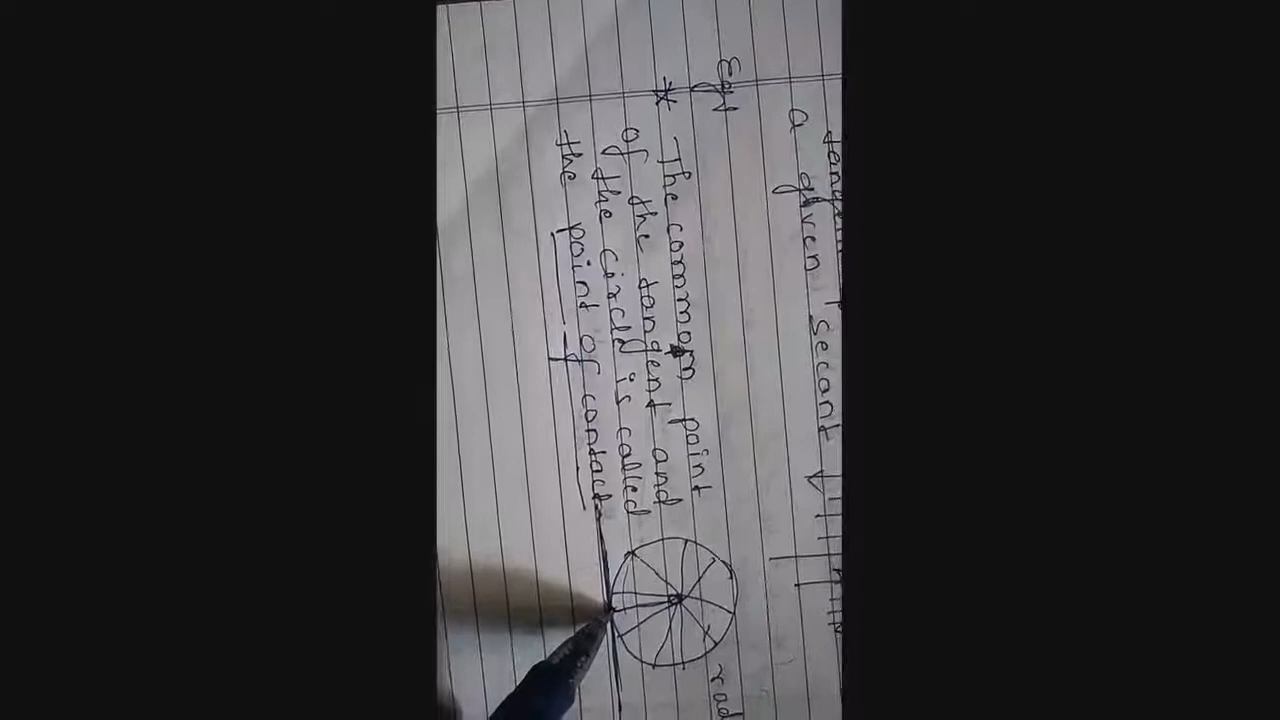 a given secant
Eg:
* The common point
of the tangent and
of the circle is called
the point of contact
rad